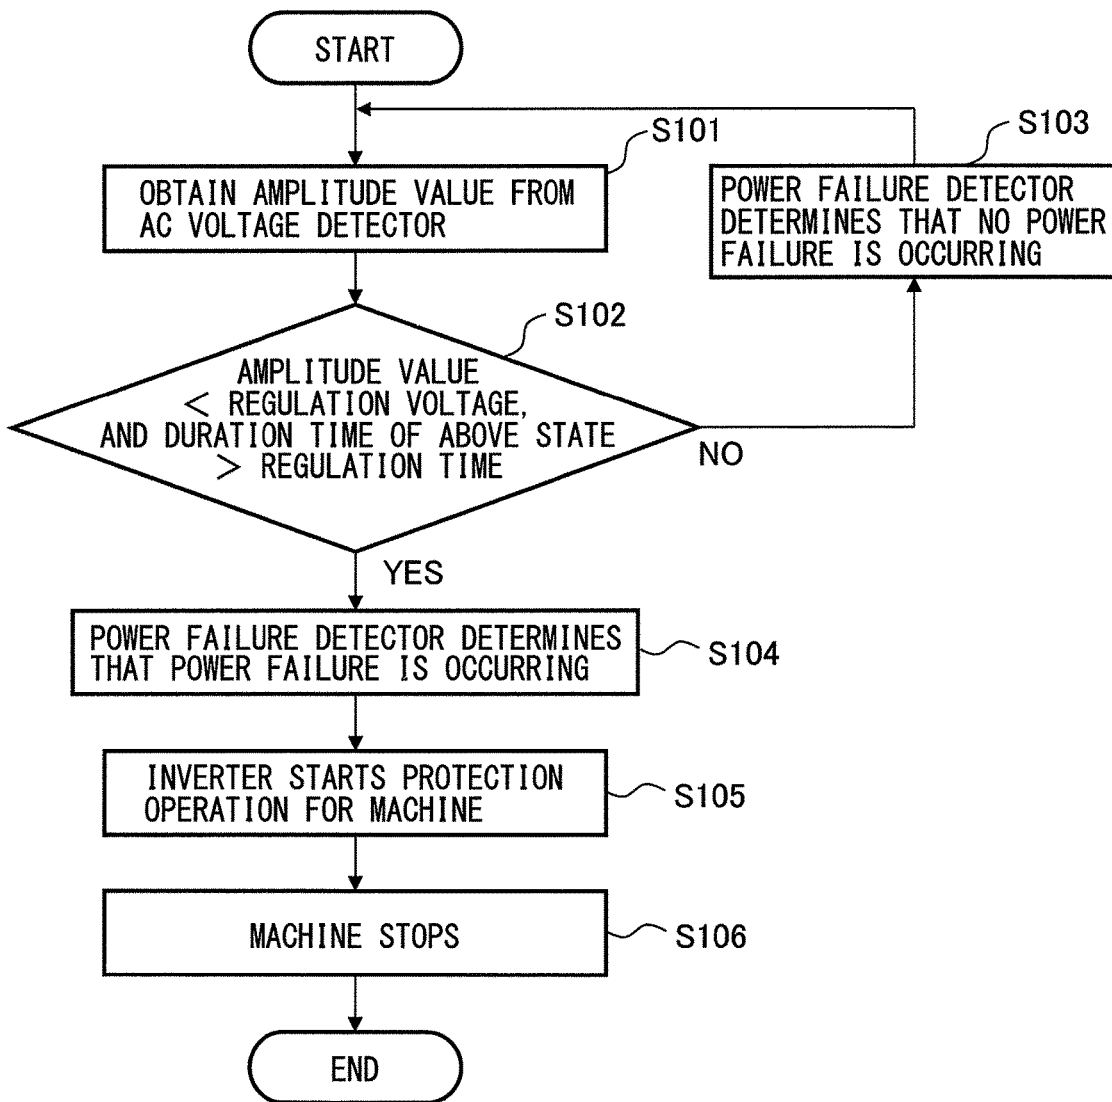 START
S101
S103
OBTAIN AMPLITUDE VALUE FROM
AC VOLTAGE DETECTOR
POWER FAILURE DETECTOR
DETERMINES THAT NO POWER
FAILURE IS OCCURRING
S102
AMPLITUDE VALUE
< REGULATION VOLTAGE,
AND DURATION TIME OF ABOVE STATE
> REGULATION TIME
NO
YES
POWER FAILURE DETECTOR DETERMINES
THAT POWER FAILURE IS OCCURRING
S104
INVERTER STARTS PROTECTION
OPERATION FOR MACHINE
S105
MACHINE STOPS
S106
END